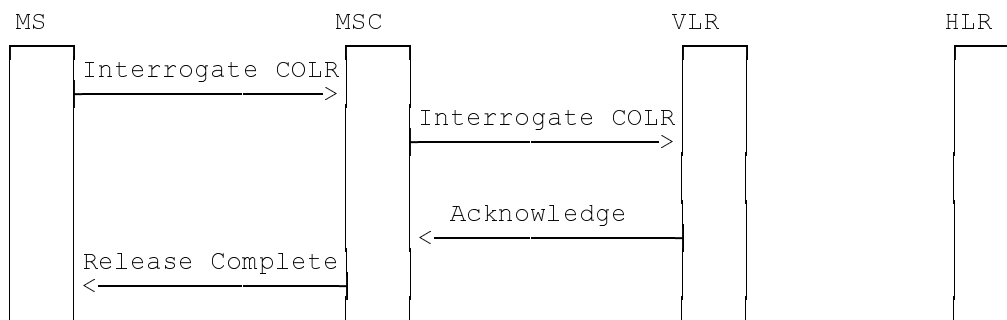 MS MSC VLR HLR
Interrogate COLR
Interrogate COLR
Acknowledge
Release Complete